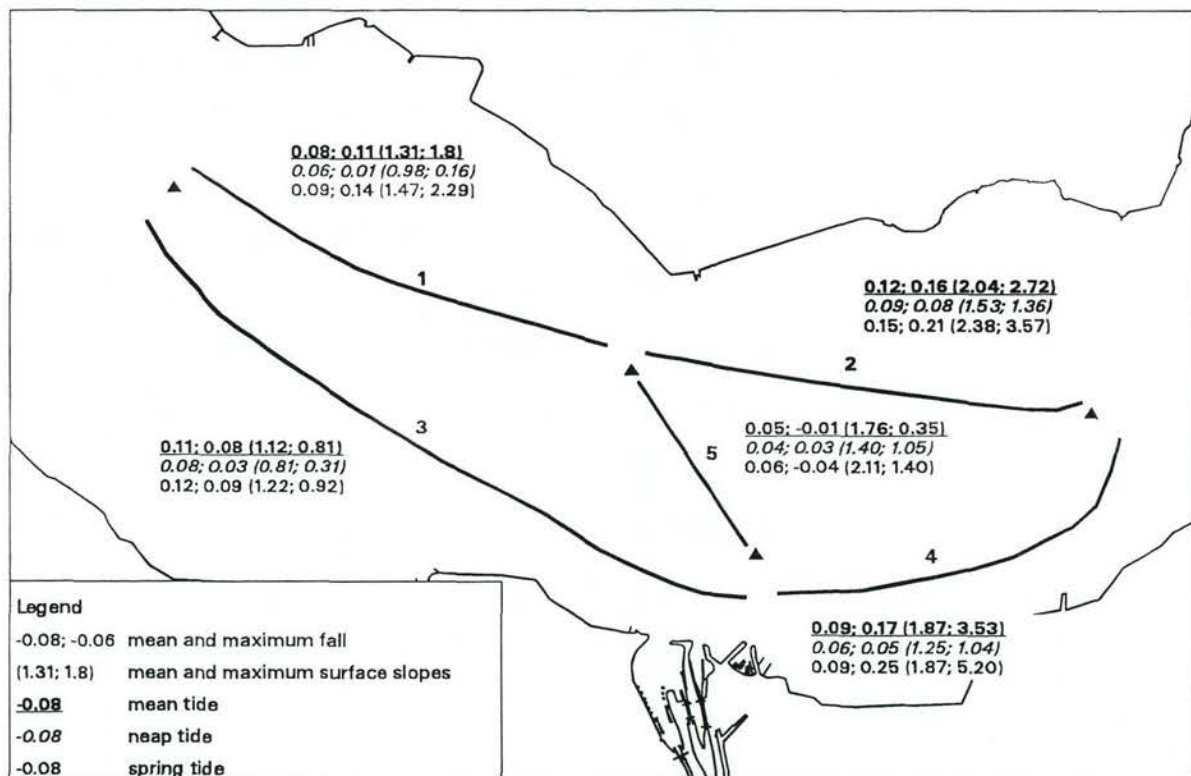 0.08; 0.11 (1.31; 1.8)
0.06; 0.01 (0.98; 0.16)
0.09; 0.14 (1.47; 2.29)
1
0.12; 0.16 (2.04; 2.72)
0.09; 0.08 (1.53; 1.36)
0.15; 0.21 (2.38; 3.57)
2
3
0.11; 0.08 (1.12; 0.81)
0.08; 0.03 (0.81; 0.31)
0.12; 0.09 (1.22; 0.92)
5
0.05; -0.01 (1.76; 0.35)
0.04; 0.03 (1.40; 1.05)
0.06; -0.04 (2.11; 1.40)
4
0.09; 0.17 (1.87; 3.53)
0.06; 0.05 (1.25; 1.04)
0.09; 0.25 (1.87; 5.20)
Legend
-0.08; -0.06 mean and maximum fall
(1.31; 1.8) mean and maximum surface slopes
-0.08 mean tide
-0.08 neap tide
-0.08 spring tide